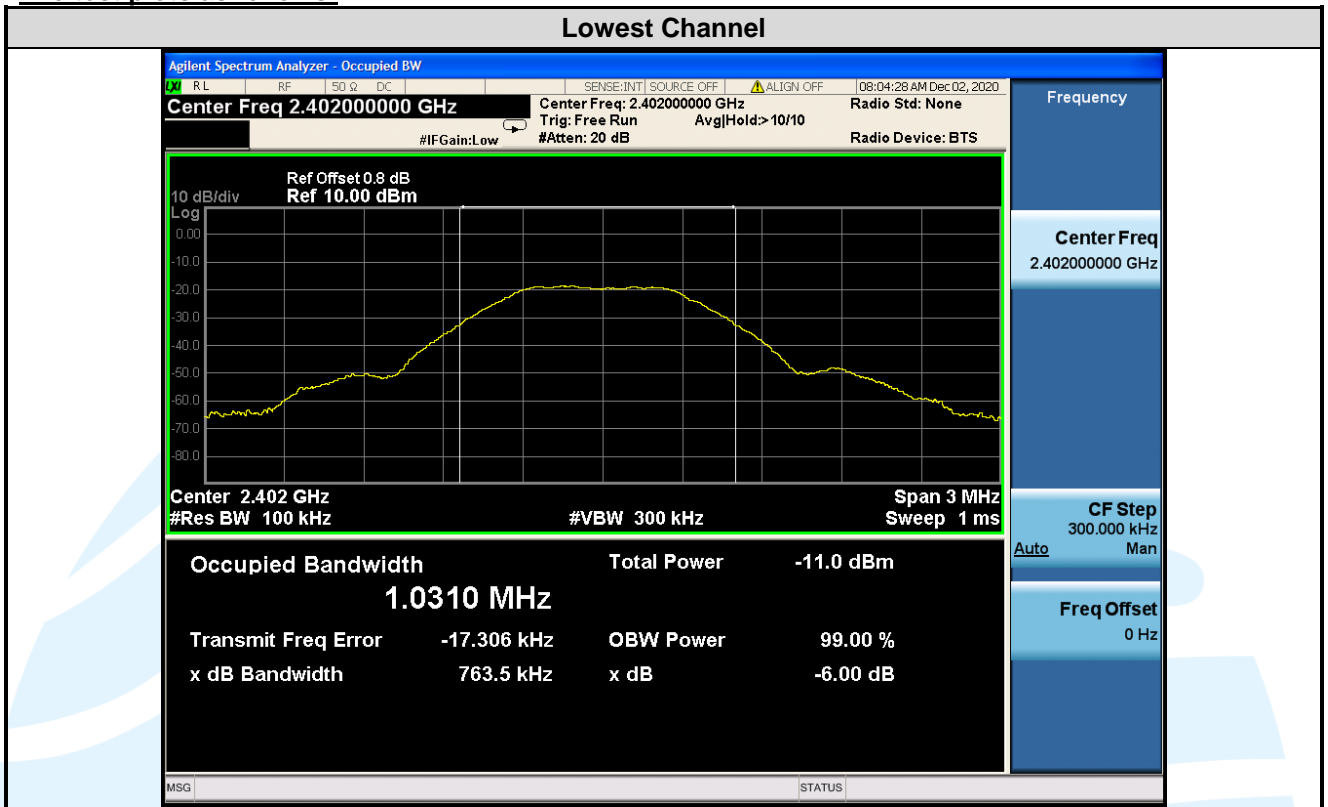 Lowest Channel
Agilent Spectrum Analyzer - Occupied BW
LXI RL RF 50 Ω DC SENSE:INT SOURCE OFF ALIGN OFF 08:04:28 AM Dec 02, 2020
Center Freq 2.402000000 GHz
Center Freq: 2.402000000 GHz
Radio Std: None
Trig: Free Run Avg|Hold:>10/10
#IFGain:Low
#Atten: 20 dB
Radio Device: BTS
Frequency
Ref Offset 0.8 dB
10 dB/div Ref 10.00 dBm
Log
0.00
-10.0
-20.0
-30.0
-40.0
-50.0
-60.0
-70.0
-80.0
Center 2.402 GHz Span 3 MHz
#Res BW 100 kHz #VBW 300 kHz Sweep 1 ms
Occupied Bandwidth Total Power -11.0 dBm
1.0310 MHz
Transmit Freq Error -17.306 kHz OBW Power 99.00 %
x dB Bandwidth 763.5 kHz x dB -6.00 dB
Center Freq
2.402000000 GHz
CF Step
300.000 kHz
Auto Man
Freq Offset
0 Hz
MSG STATUS